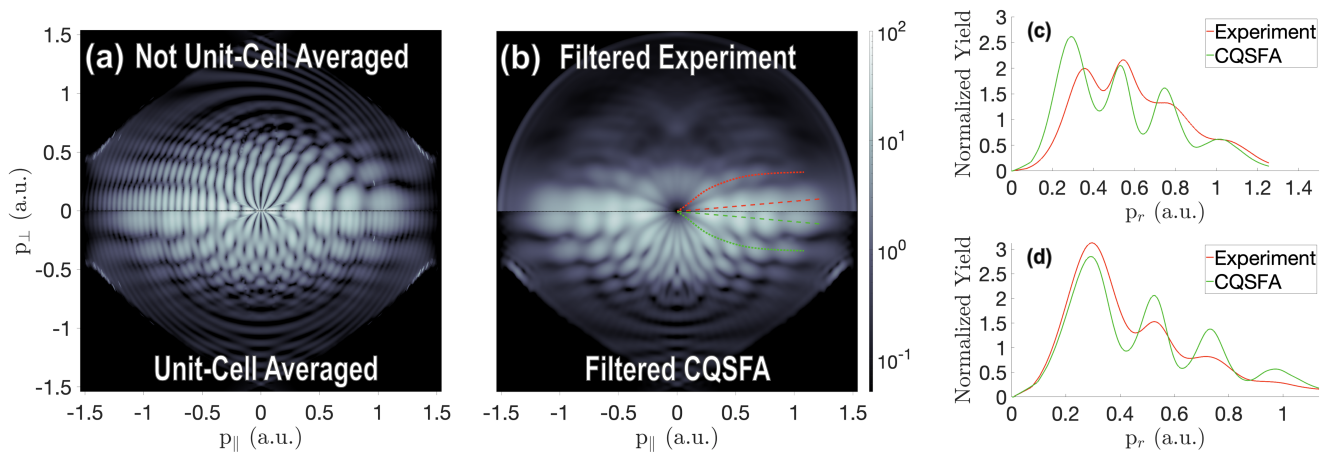 (a) Not Unit-Cell Averaged
Unit-Cell Averaged
1.5
1
0.5
0
-0.5
-1
-1.5
p⊥ (a.u.)
-1.5 -1 -0.5 0 0.5 1 1.5
p∥ (a.u.)
(b) Filtered Experiment
Filtered CQSFA
-1.5 -1 -0.5 0 0.5 1 1.5
p∥ (a.u.)
10²
10¹
10⁰
10⁻¹
(c)
Experiment
CQSFA
Normalized Yield
3
2.5
2
1.5
1
0.5
0
0 0.2 0.4 0.6 0.8 1 1.2 1.4
pᵣ (a.u.)
(d)
Experiment
CQSFA
Normalized Yield
3
2.5
2
1.5
1
0.5
0
0 0.2 0.4 0.6 0.8 1
pᵣ (a.u.)